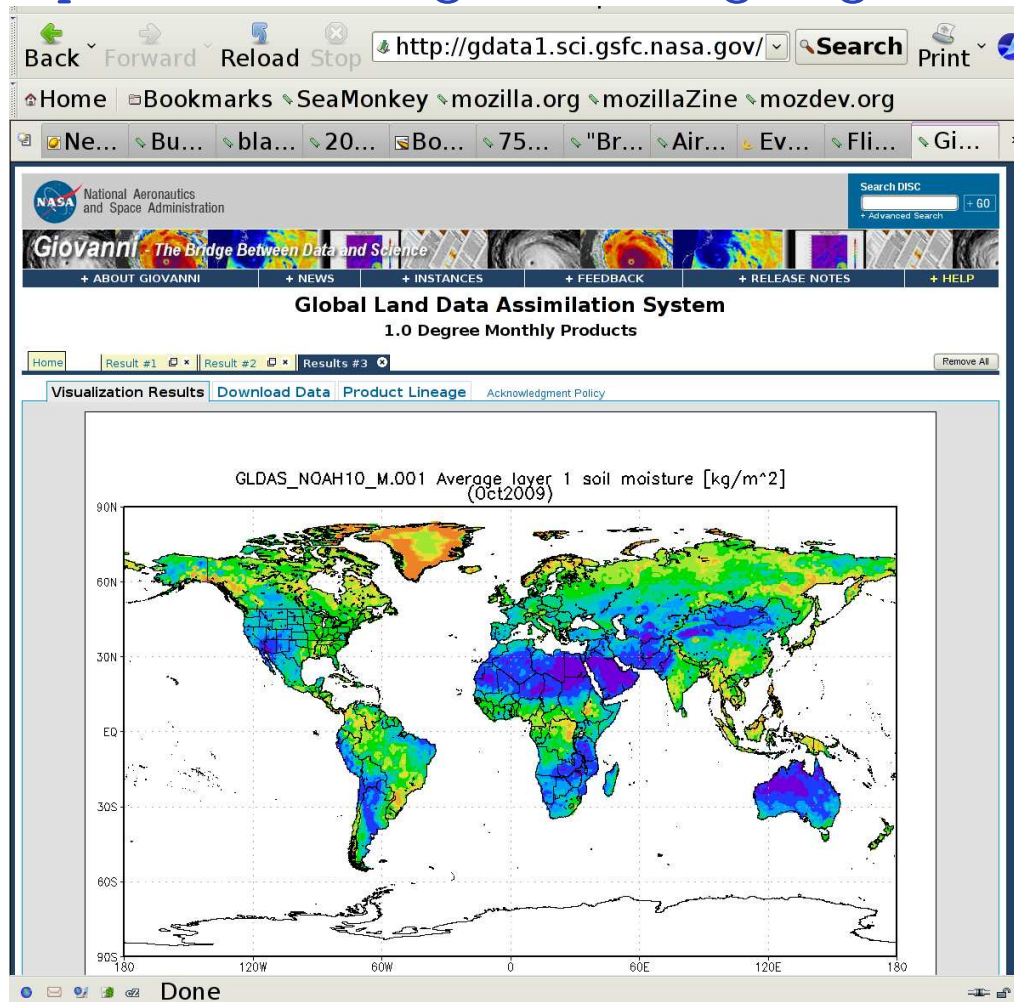 Back Forward Reload Stop http://gdata1.sci.gsfc.nasa.gov/ Search Print
Home Bookmarks SeaMonkey mozilla.org mozillaZine mozdev.org
Ne... Bu... bla... 20... Bo... 75... "Br... Air... Ev... Fli... Gi...
NASA
National Aeronautics
and Space Administration
Search DISC
+ GO
+ Advanced Search
Giovanni - The Bridge Between Data and Science
+ ABOUT GIOVANNI + NEWS + INSTANCES + FEEDBACK + RELEASE NOTES + HELP
Global Land Data Assimilation System
1.0 Degree Monthly Products
Home Result #1 Result #2 Results #3 Remove All
Visualization Results Download Data Product Lineage Acknowledgment Policy
GLDAS_NOAH10_M.001 Average layer 1 soil moisture [kg/m^2]
(Oct2009)
90N
60N
30N
EQ
30S
60S
90S
180 120W 60W 0 60E 120E 180
Done